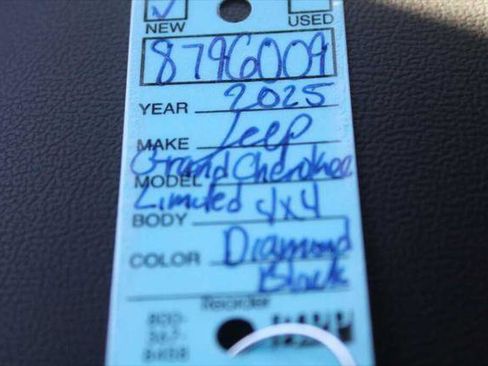 NEW USED
8796009
YEAR 2025
MAKE Jeep
Grand Cherokee
MODEL
Limited
BODY 4x4
COLOR Diamond
Black